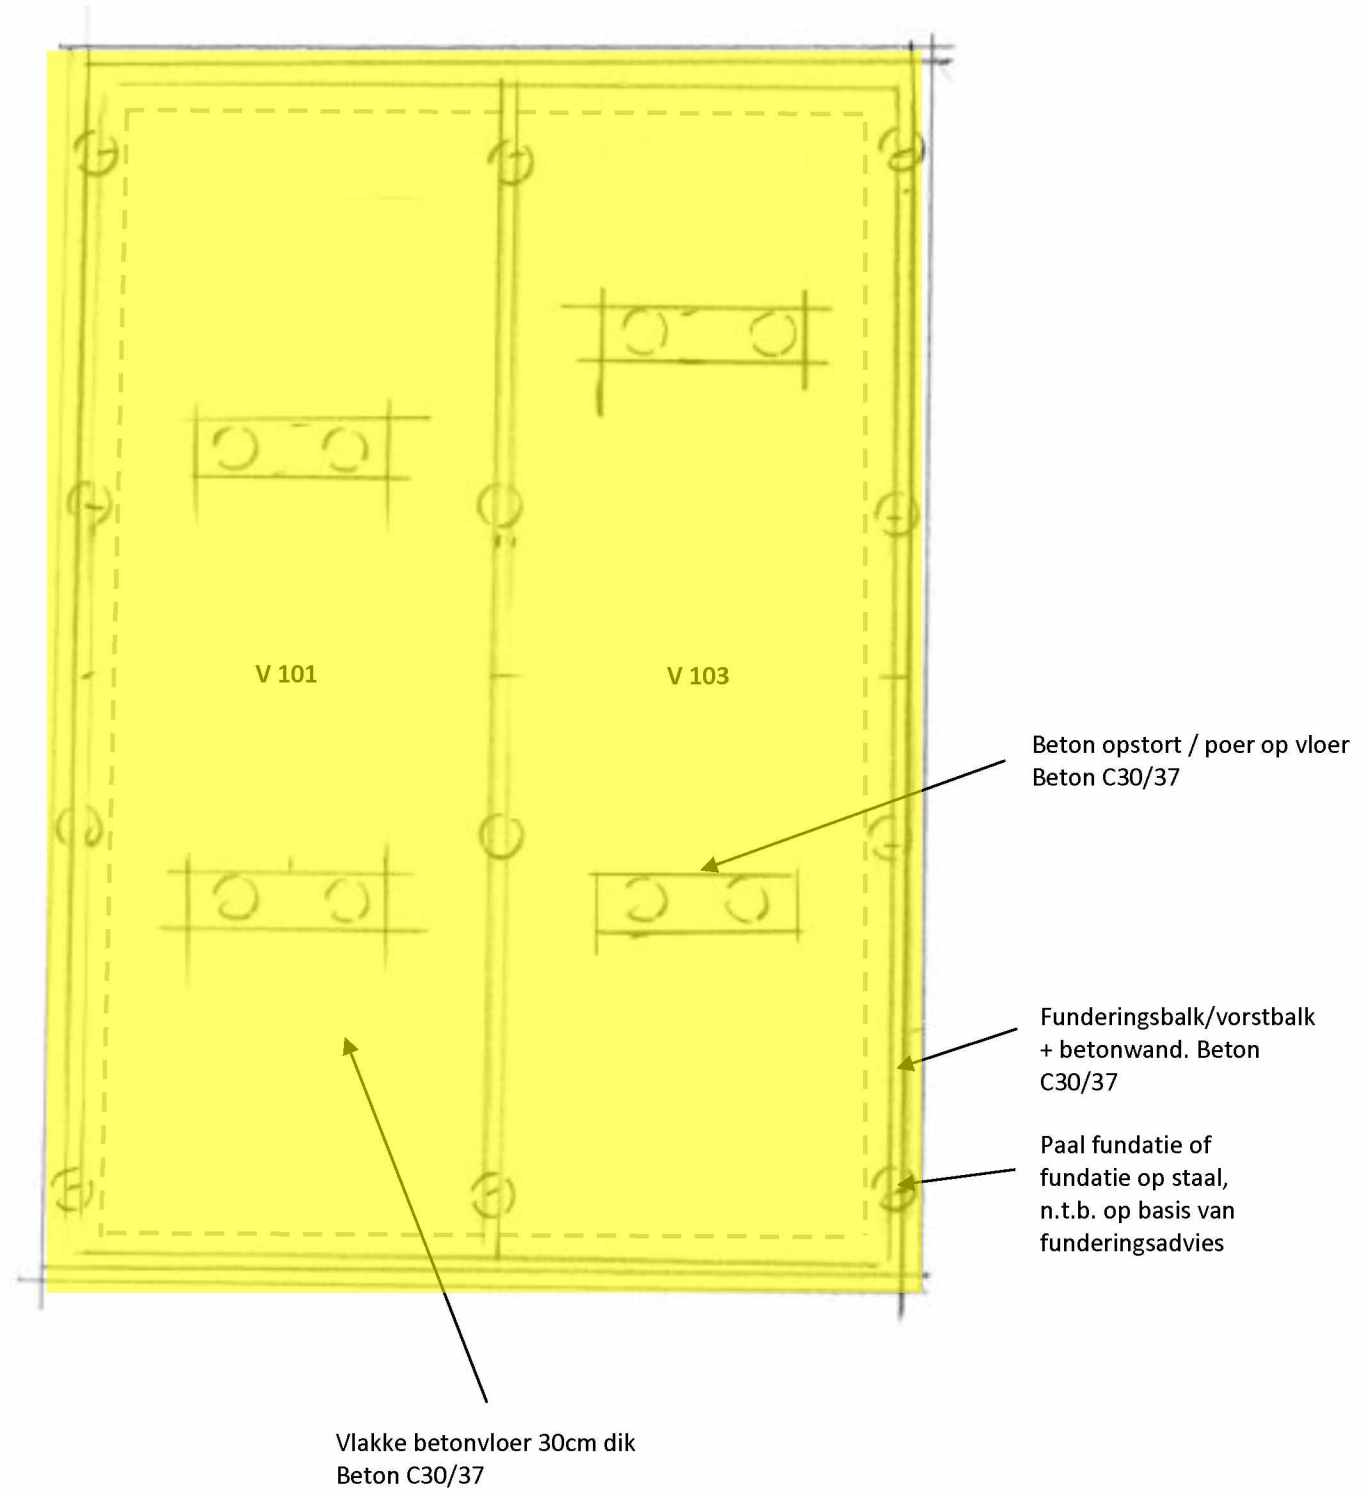 V 101
V 103
Beton opstort / poer op vloer
Beton C30/37
Funderingsbalk/vorstbalk
+ betonwand. Beton
C30/37
Paal fundatie of
fundatie op staal,
n.t.b. op basis van
funderingsadvies
Vlakke betonvloer 30cm dik
Beton C30/37